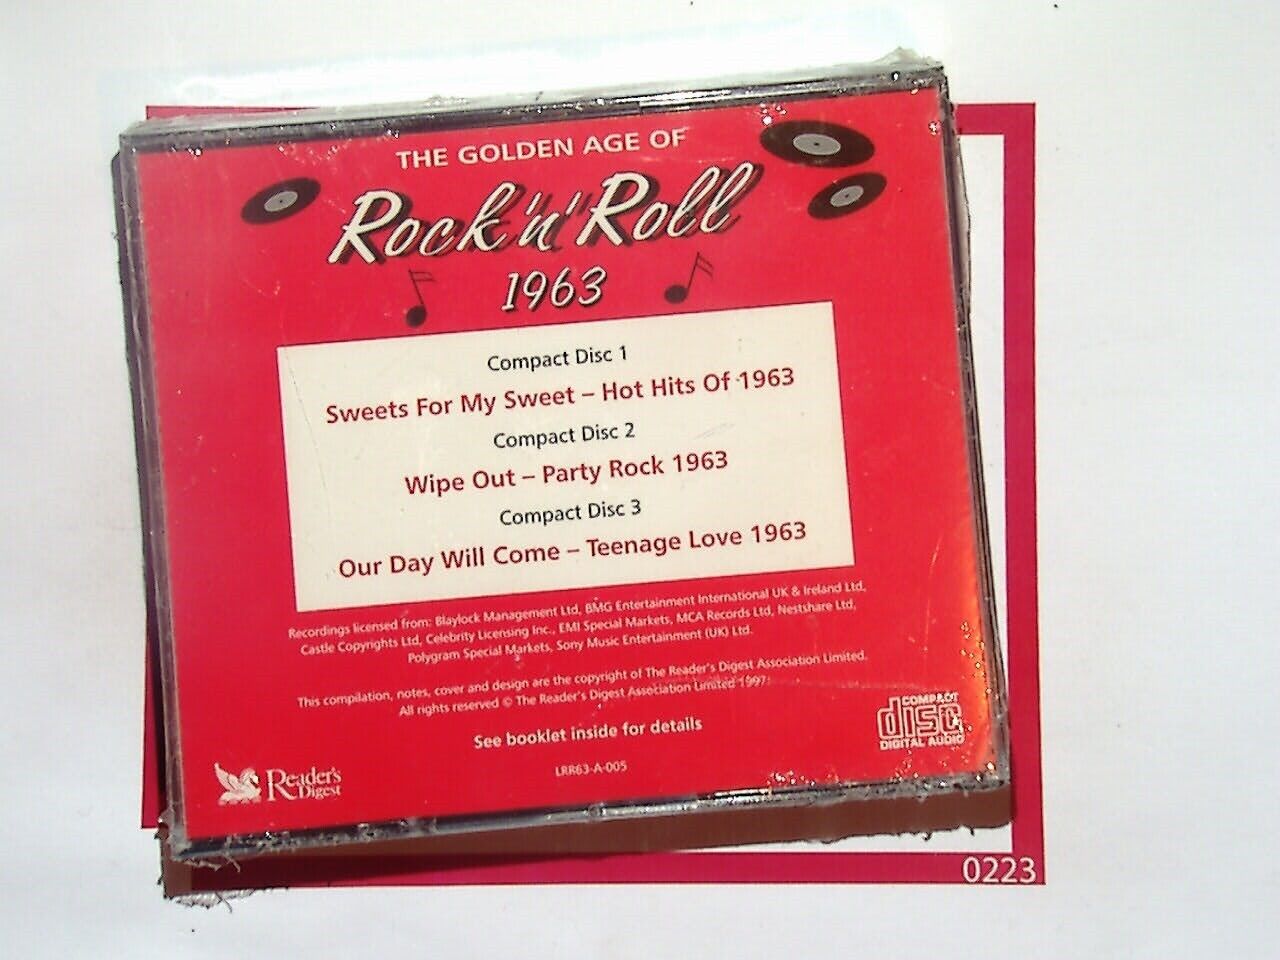 THE GOLDEN AGE OF
Rock 'n' Roll
1963
Compact Disc 1
Sweets For My Sweet – Hot Hits Of 1963
Compact Disc 2
Wipe Out – Party Rock 1963
Compact Disc 3
Our Day Will Come – Teenage Love 1963
Recordings licensed from: Blaylock Management Ltd, BMG Entertainment International UK & Ireland Ltd,
Castle Copyrights Ltd, Celebrity Licensing Inc., EMI Special Markets, MCA Records Ltd, Nestshare Ltd,
Polygram Special Markets, Sony Music Entertainment (UK) Ltd.
This compilation, notes, cover and design are the copyright of The Reader's Digest Association Limited.
All rights reserved © The Reader's Digest Association Limited 1997.
See booklet inside for details
LRR63-A-005
Reader's
Digest
COMPACT
disc
DIGITAL AUDIO
0223